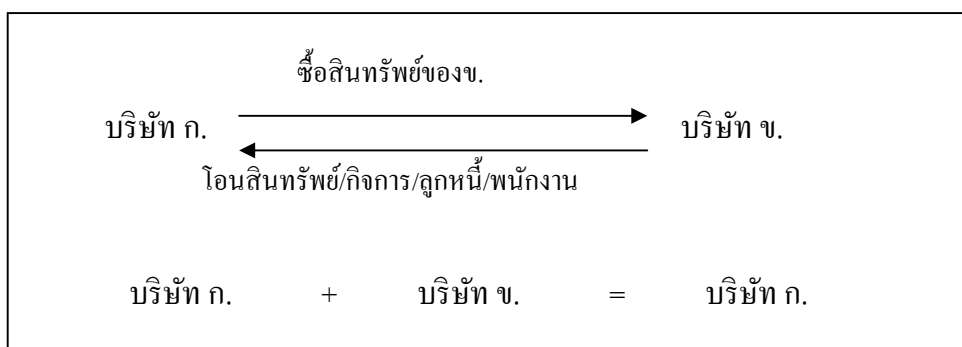 ซื้อสินทรัพย์ของข.
บริษัท ก. บริษัท ข.
โอนสินทรัพย์/กิจการ/ลูกหนี้/พนักงาน
บริษัท ก. + บริษัท ข. = บริษัท ก.